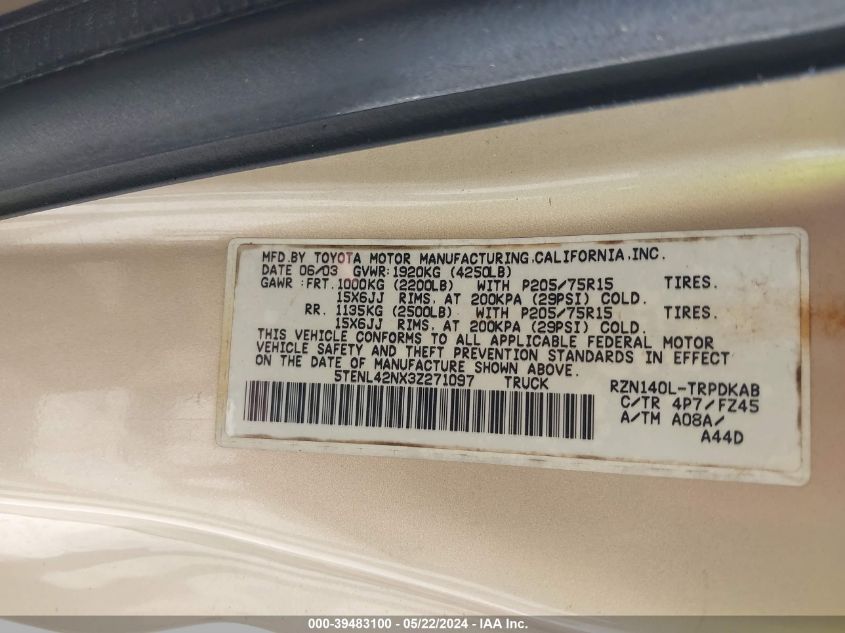 MFD.BY TOYOTA MOTOR MANUFACTURING.CALIFORNIA.INC.
DATE 06/03 GVWR:1920KG (4250LB)
GAWR:FRT.1000KG (2200LB) WITH P205/75R15 TIRES.
15X6JJ RIMS, AT 200KPA (29PSI) COLD.
RR. 1135KG (2500LB) WITH P205/75R15 TIRES.
15X6JJ RIMS, AT 200KPA (29PSI) COLD.
THIS VEHICLE CONFORMS TO ALL APPLICABLE FEDERAL MOTOR
VEHICLE SAFETY AND THEFT PREVENTION STANDARDS IN EFFECT
ON THE DATE OF MANUFACTURE SHOWN ABOVE.
5TENL42NX3Z271097 TRUCK RZN140L-TRPDKAB
C/TR 4P7/FZ45
A/TM A08A/
A44D
000-39483100 - 05/22/2024 - IAA Inc.